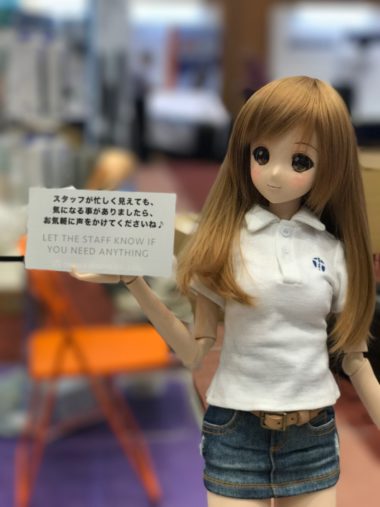 スタッフが忙しく見えても、
気になる事がありましたら、
お気軽に声をかけてくださいね♪
LET THE STAFF KNOW IF
YOU NEED ANYTHING